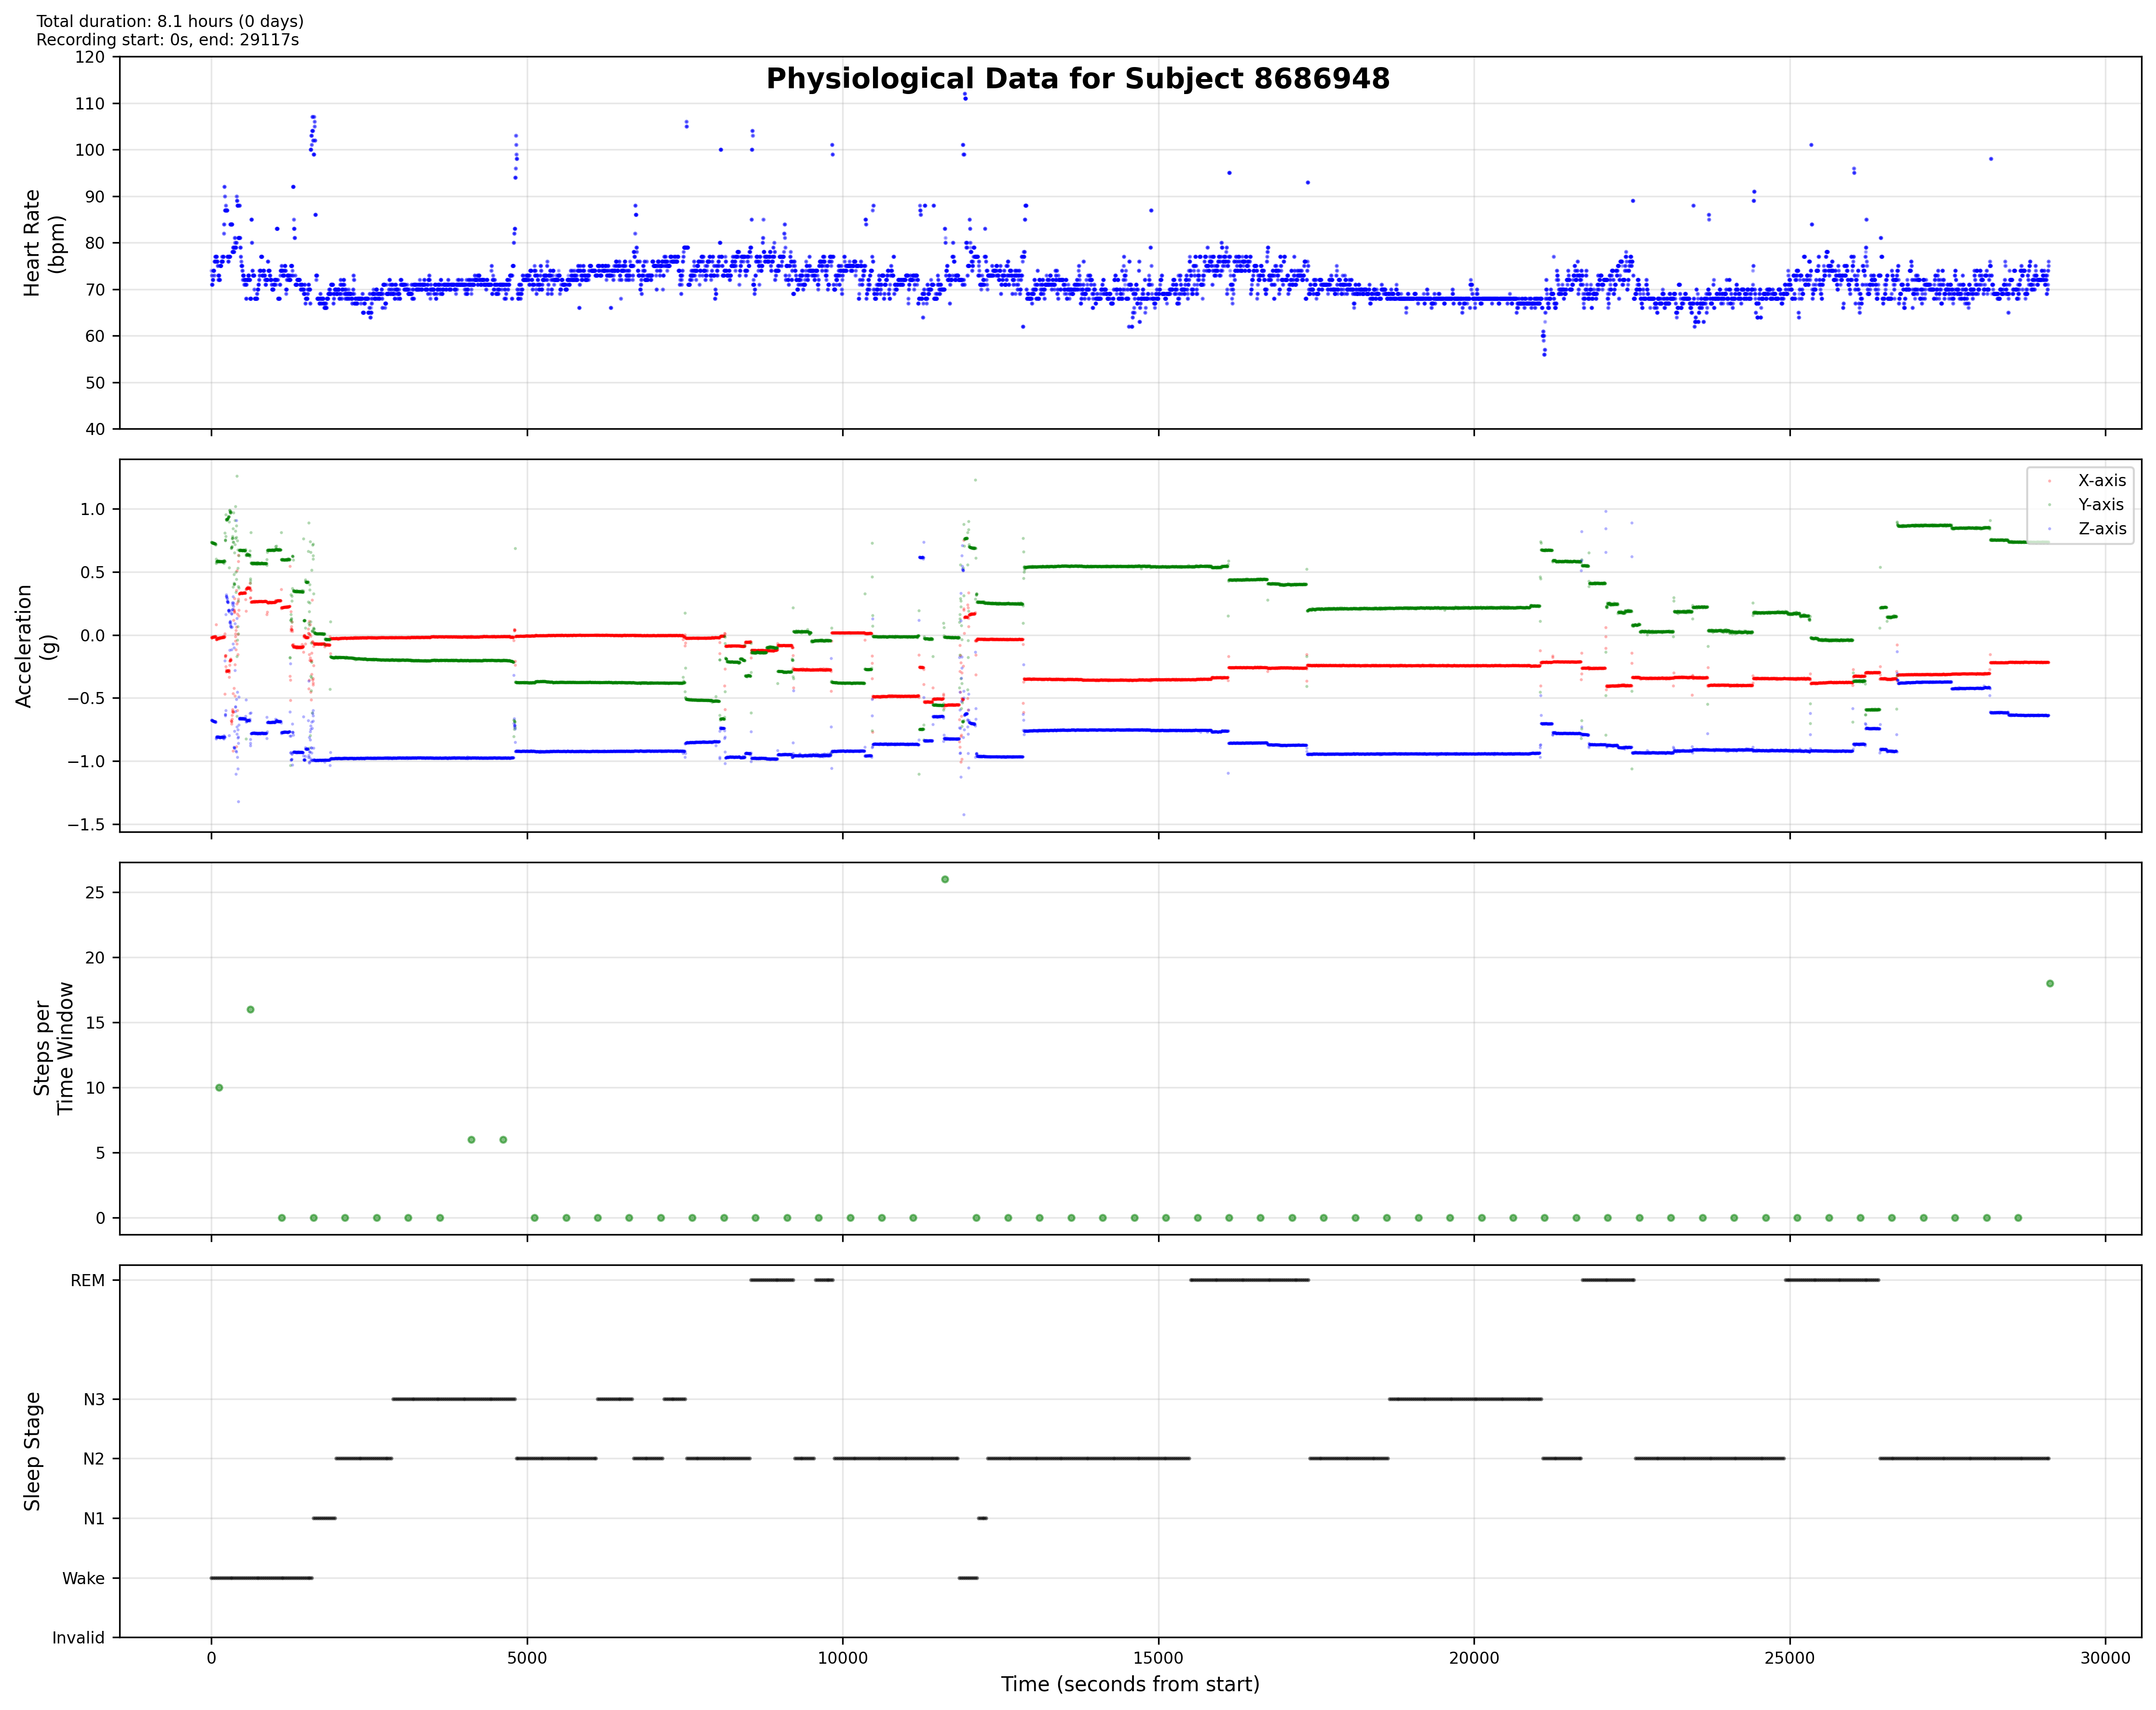 Total duration: 8.1 hours (0 days)
Recording start: 0s, end: 29117s
Physiological Data for Subject 8686948
120
110
100
90
80
70
60
50
40
Heart Rate
(bpm)
1.0
0.5
0.0
−0.5
−1.0
−1.5
Acceleration
(g)
X-axis
Y-axis
Z-axis
25
20
15
10
5
0
Steps per
Time Window
REM
N3
N2
N1
Wake
Invalid
Sleep Stage
0
5000
10000
15000
20000
25000
30000
Time (seconds from start)